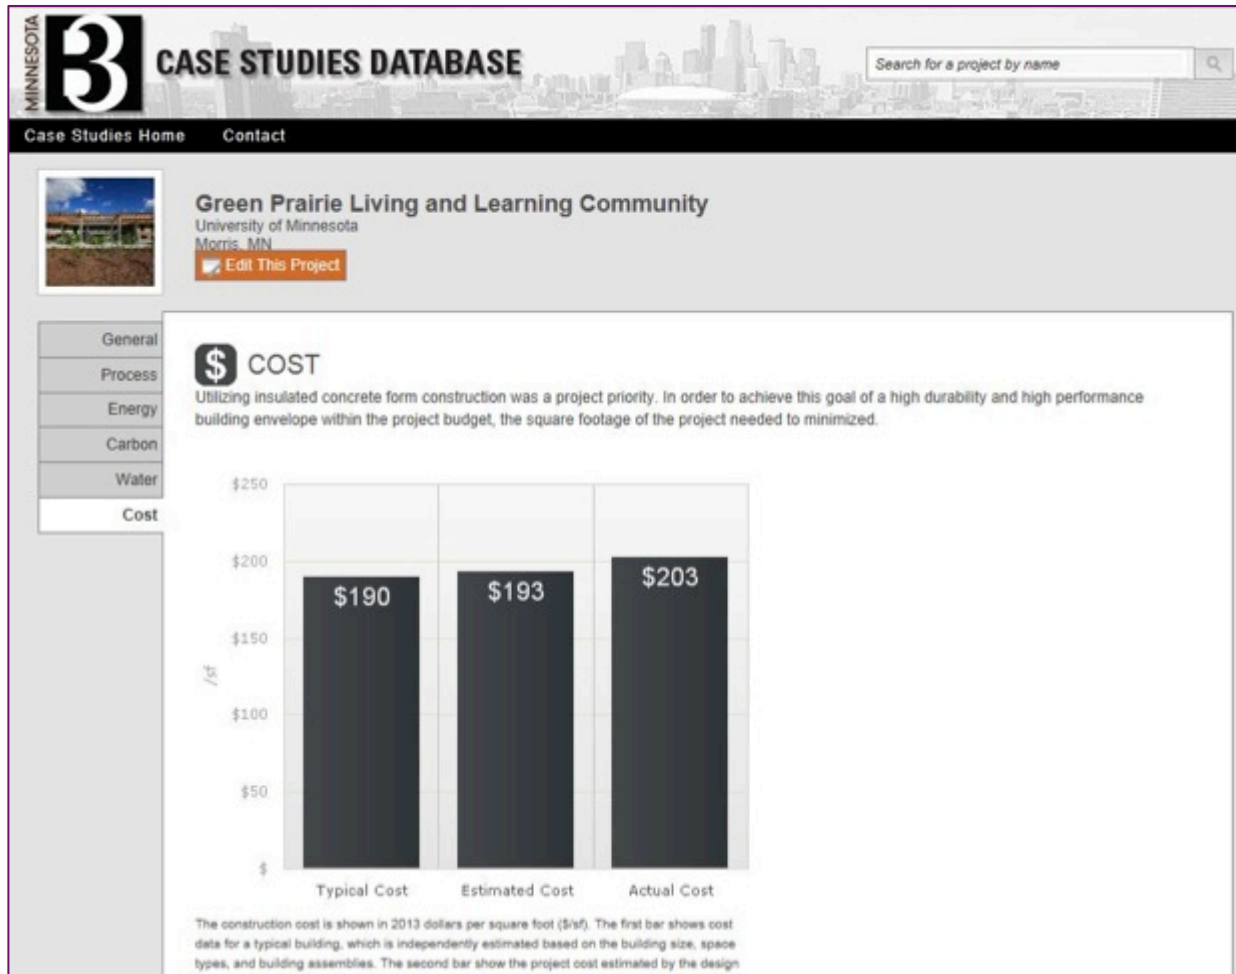 MINNESOTA
B3
CASE STUDIES DATABASE
Search for a project by name
Case Studies Home Contact
Green Prairie Living and Learning Community
University of Minnesota
Morris, MN
Edit This Project
General
Process
Energy
Carbon
Water
Cost
$ COST
Utilizing insulated concrete form construction was a project priority. In order to achieve this goal of a high durability and high performance
building envelope within the project budget, the square footage of the project needed to minimized.
$250
$200
$150
$100
$50
$
/sf
$190
$193
$203
Typical Cost Estimated Cost Actual Cost
The construction cost is shown in 2013 dollars per square foot ($/sf). The first bar shows cost
data for a typical building, which is independently estimated based on the building size, space
types, and building assemblies. The second bar show the project cost estimated by the design